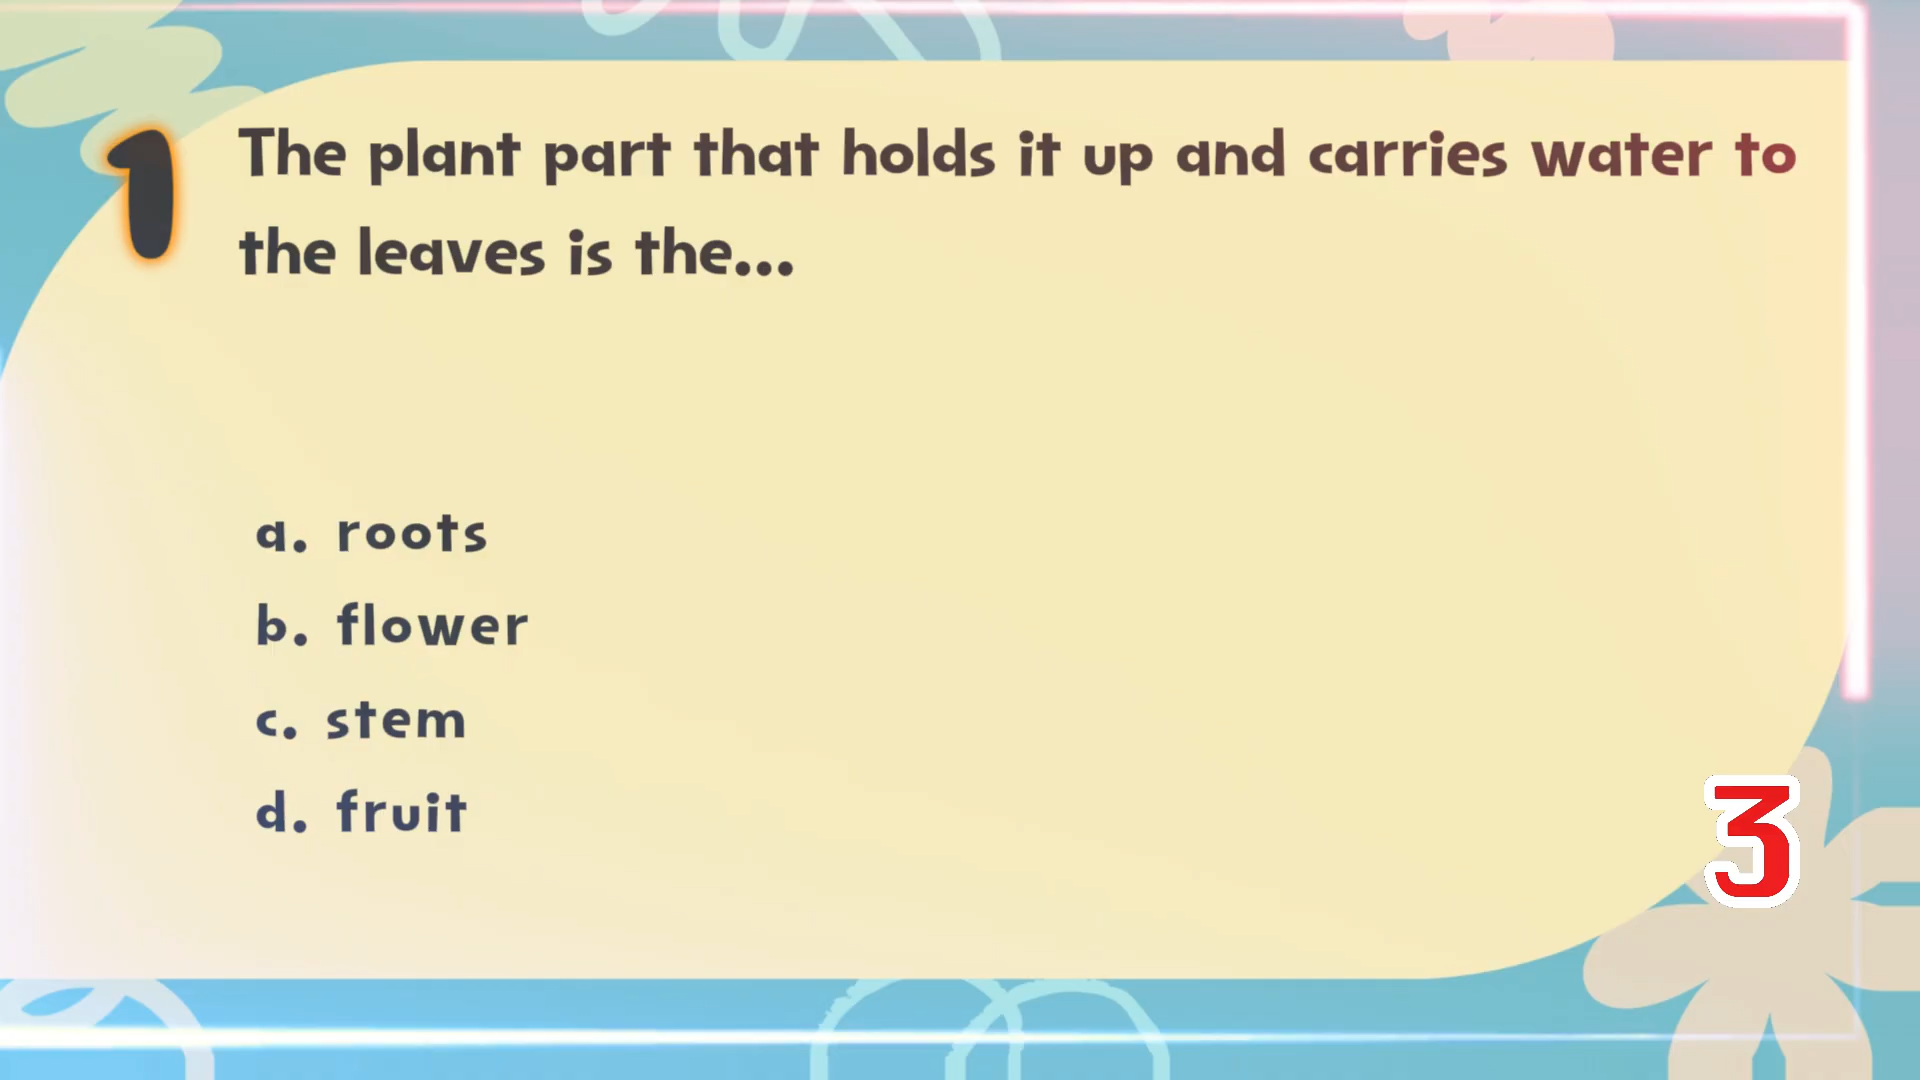 1
The plant part that holds it up and carries water to
the leaves is the...
a. roots
b. flower
c. stem
d. fruit
3